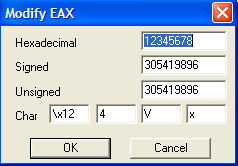 Modify EAX
Hexadecimal 12345678
Signed 305419896
Unsigned 305419896
Char \x12 4 V x
OK Cancel